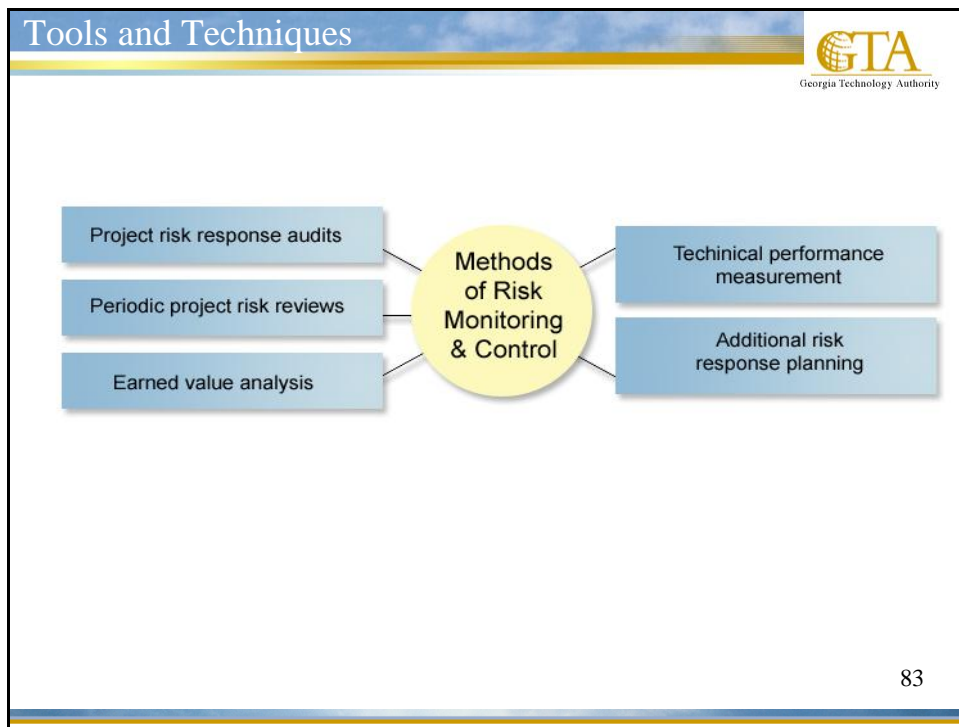 Tools and Techniques
GTA
Georgia Technology Authority
Project risk response audits
Periodic project risk reviews
Earned value analysis
Methods
of Risk
Monitoring
& Control
Techinical performance
measurement
Additional risk
response planning
83